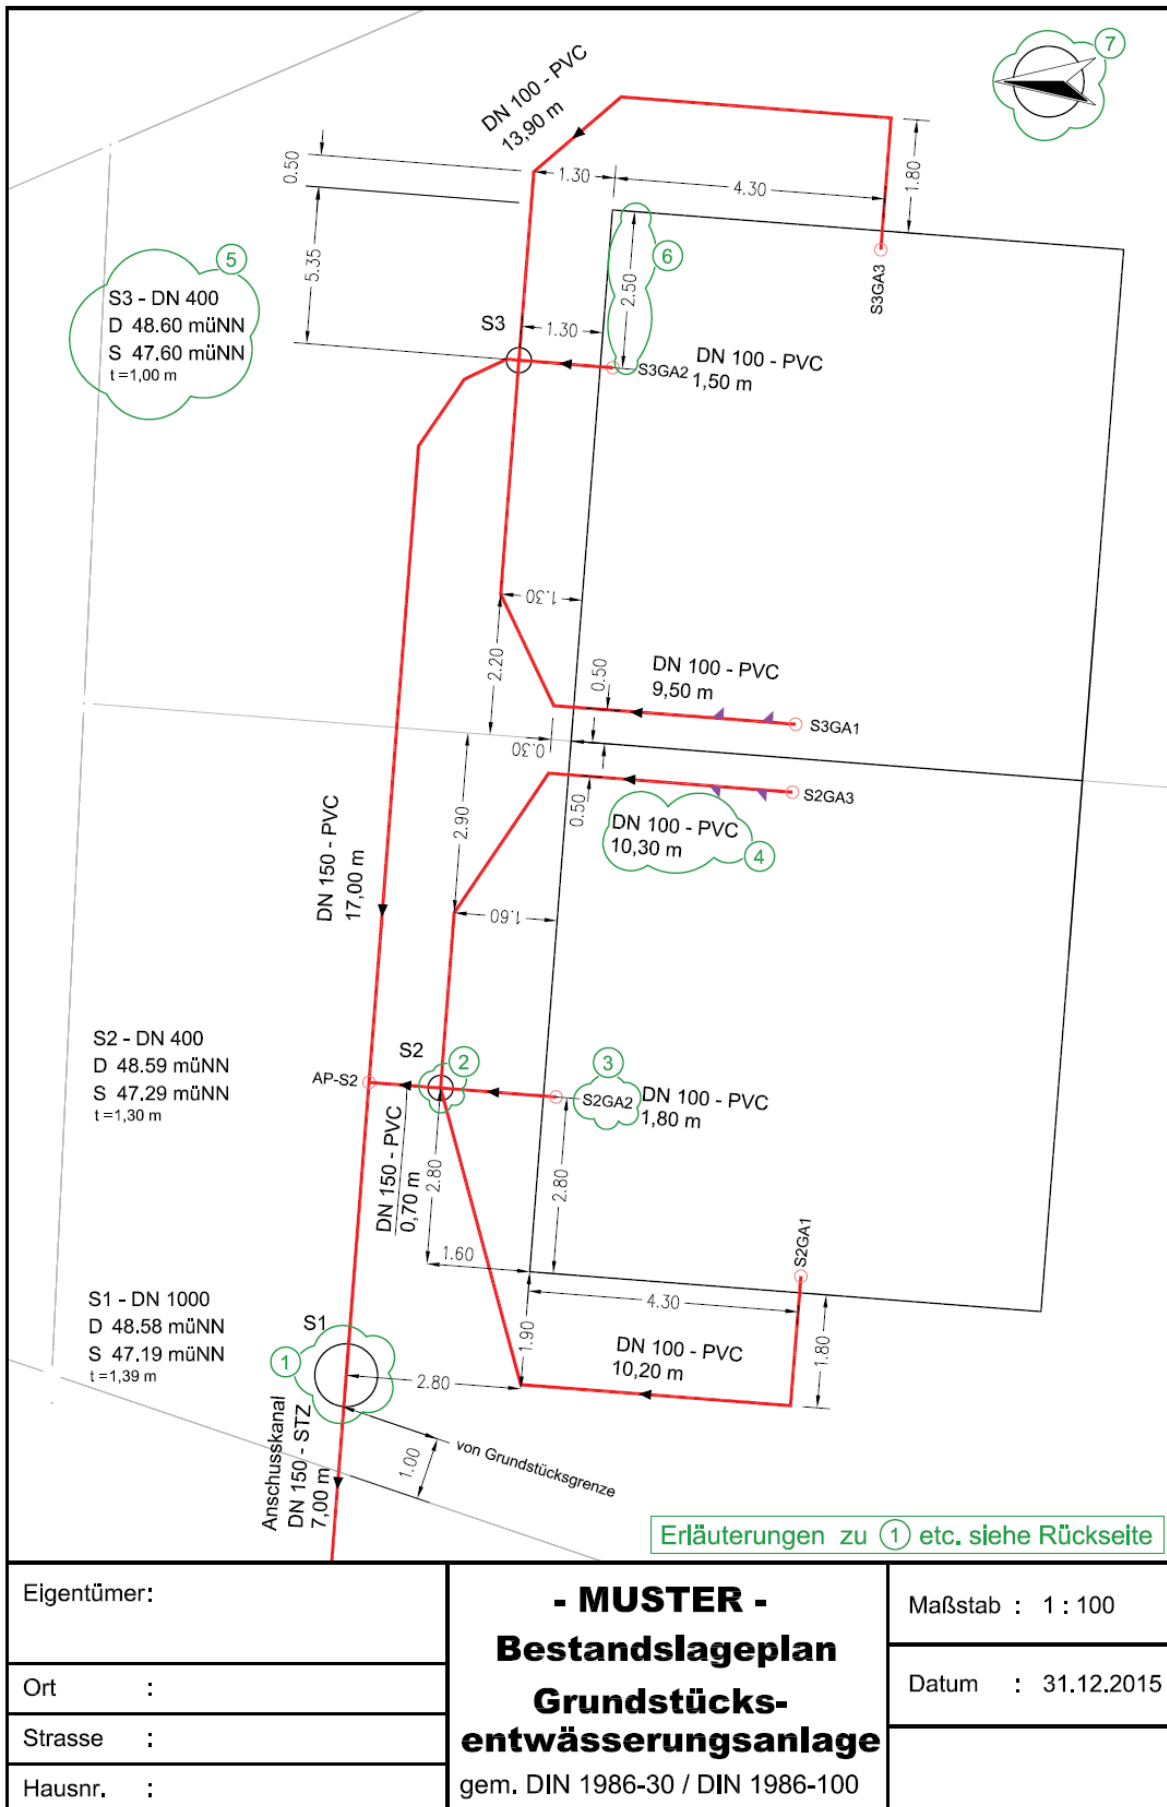 7
DN 100 - PVC
13,90 m
0.50
1.30
4.30
1.80
5.35
5
6
S3 - DN 400
D 48.60 müNN
S 47.60 müNN
t =1,00 m
2.50
S3GA3
S3
1.30
S3GA2
DN 100 - PVC
1,50 m
1.30
2.20
0.50
DN 100 - PVC
9,50 m
S3GA1
0.30
S2GA3
0.50
2.90
DN 100 - PVC
10,30 m
4
DN 150 - PVC
17,00 m
1.60
S2 - DN 400
D 48.59 müNN
S 47.29 müNN
t =1,30 m
S2
2
3
AP-S2
S2GA2
DN 100 - PVC
1,80 m
DN 150 - PVC
0,70 m
2.80
2.80
1.60
S2GA1
4.30
S1 - DN 1000
D 48.58 müNN
S 47.19 müNN
t =1,39 m
S1
1
1.90
DN 100 - PVC
10,20 m
1.80
2.80
Anschusskanal
DN 150 - STZ
7,00 m
1.00
von Grundstücksgrenze
Erläuterungen zu 1 etc. siehe Rückseite
Eigentümer:
Ort :
Strasse :
Hausnr. :
- MUSTER -
Bestandslageplan
Grundstücks-
entwässerungsanlage
gem. DIN 1986-30 / DIN 1986-100
Maßstab : 1 : 100
Datum : 31.12.2015